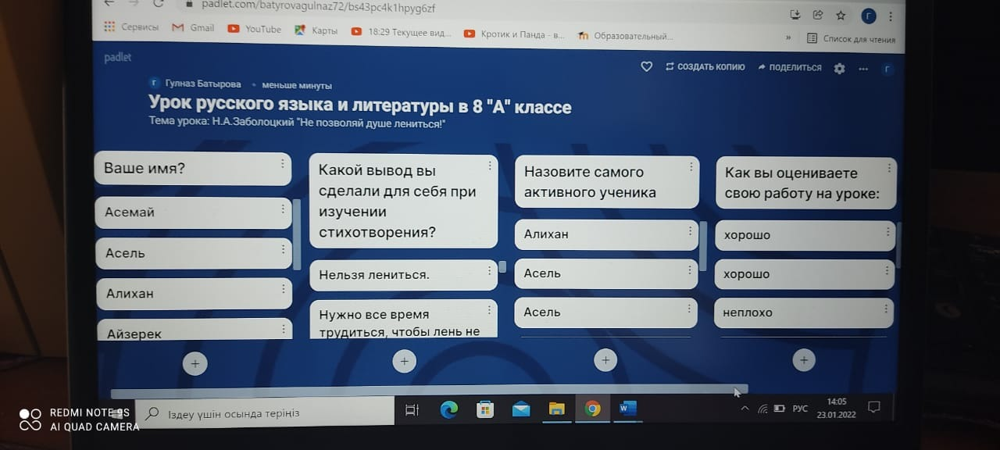 padlet.com/batyrovagulnaz72/bs43pc4k1hpyg6zf
Сервисы
Gmail
YouTube
Карты
18:29 Текущее вид...
Кротик и Панда - в...
Образовательный...
»
Список для чтения
padlet
СОЗДАТЬ КОПИЮ
ПОДЕЛИТЬСЯ
Г
Гулназ Батырова • меньше минуты
Урок русского языка и литературы в 8 "А" классе
Тема урока: Н.А.Заболоцкий "Не позволяй душе лениться!"
Ваше имя?
Асемай
Асель
Алихан
Айзерек
Какой вывод вы
сделали для себя при
изучении
стихотворения?
Нельзя лениться.
Нужно все время
трудиться, чтобы лень не
Назовите самого
активного ученика
Алихан
Асель
Асель
Как вы оцениваете
свою работу на уроке:
хорошо
хорошо
неплохо
Іздеу үшін осында теріңіз
РУС
14:05
23.01.2022
REDMI NOTE 9S
AI QUAD CAMERA